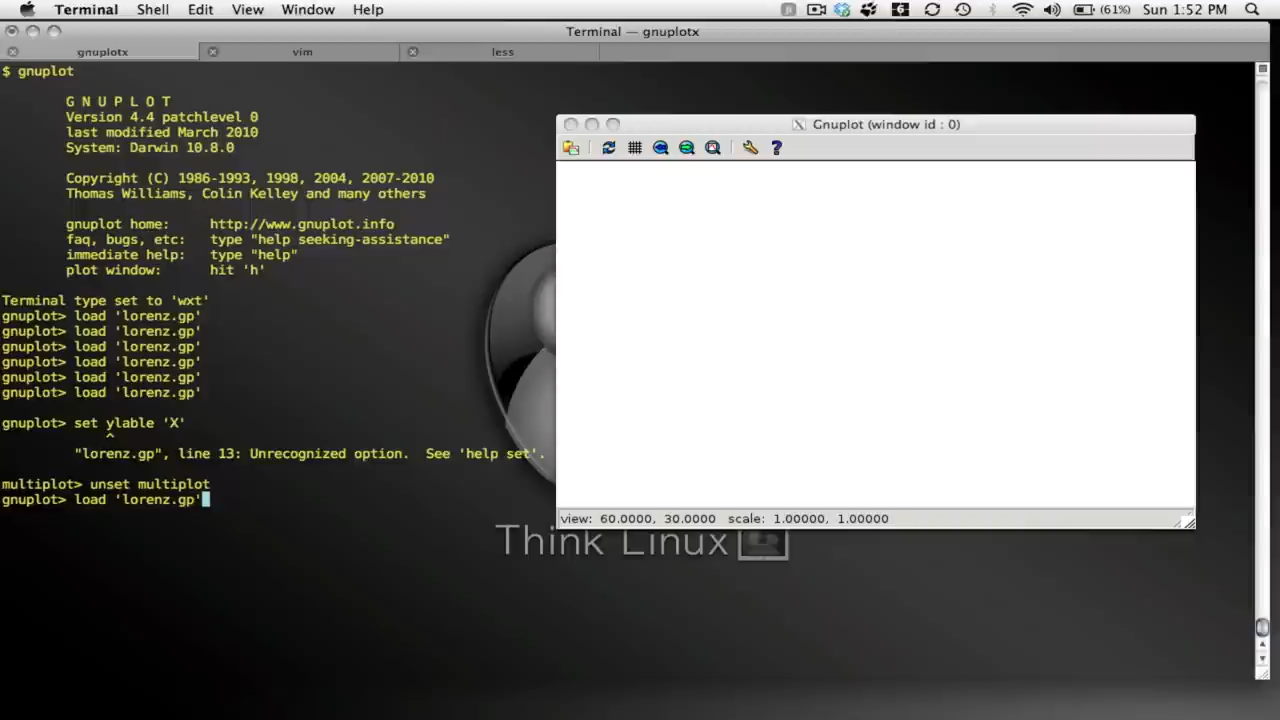 Terminal Shell Edit View Window Help (61%) Sun 1:52 PM
Terminal — gnuplotx
gnuplotx vim less
$ gnuplot
G N U P L O T
Version 4.4 patchlevel 0
last modified March 2010
System: Darwin 10.8.0
Copyright (C) 1986-1993, 1998, 2004, 2007-2010
Thomas Williams, Colin Kelley and many others
gnuplot home: http://www.gnuplot.info
faq, bugs, etc: type "help seeking-assistance"
immediate help: type "help"
plot window: hit 'h'
Terminal type set to 'wxt'
gnuplot> load 'lorenz.gp'
gnuplot> load 'lorenz.gp'
gnuplot> load 'lorenz.gp'
gnuplot> load 'lorenz.gp'
gnuplot> load 'lorenz.gp'
gnuplot> load 'lorenz.gp'
gnuplot> set ylable 'X'
^
"lorenz.gp", line 13: Unrecognized option. See 'help set'.
multiplot> unset multiplot
gnuplot> load 'lorenz.gp'
Gnuplot (window id : 0)
view: 60.0000, 30.0000 scale: 1.00000, 1.00000
Think Linux